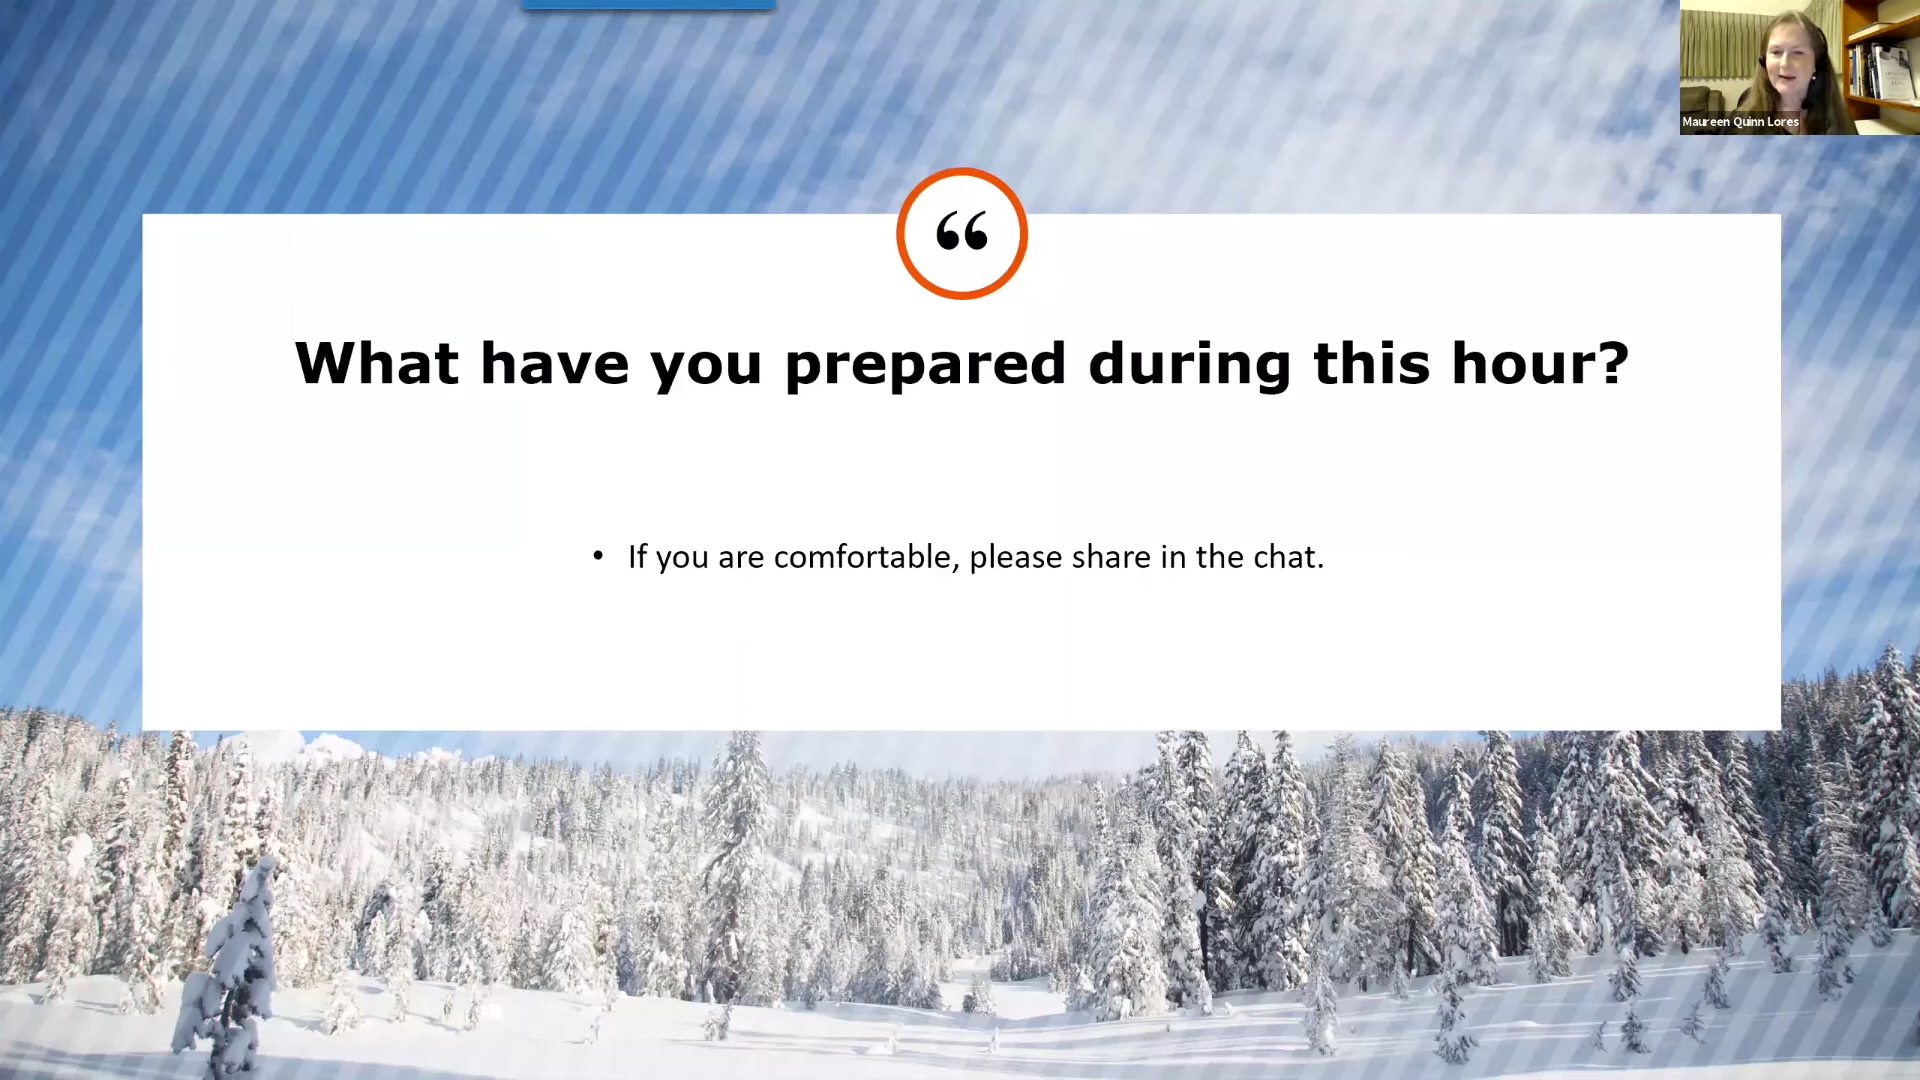 Maureen Quinn Lores
“
What have you prepared during this hour?
• If you are comfortable, please share in the chat.